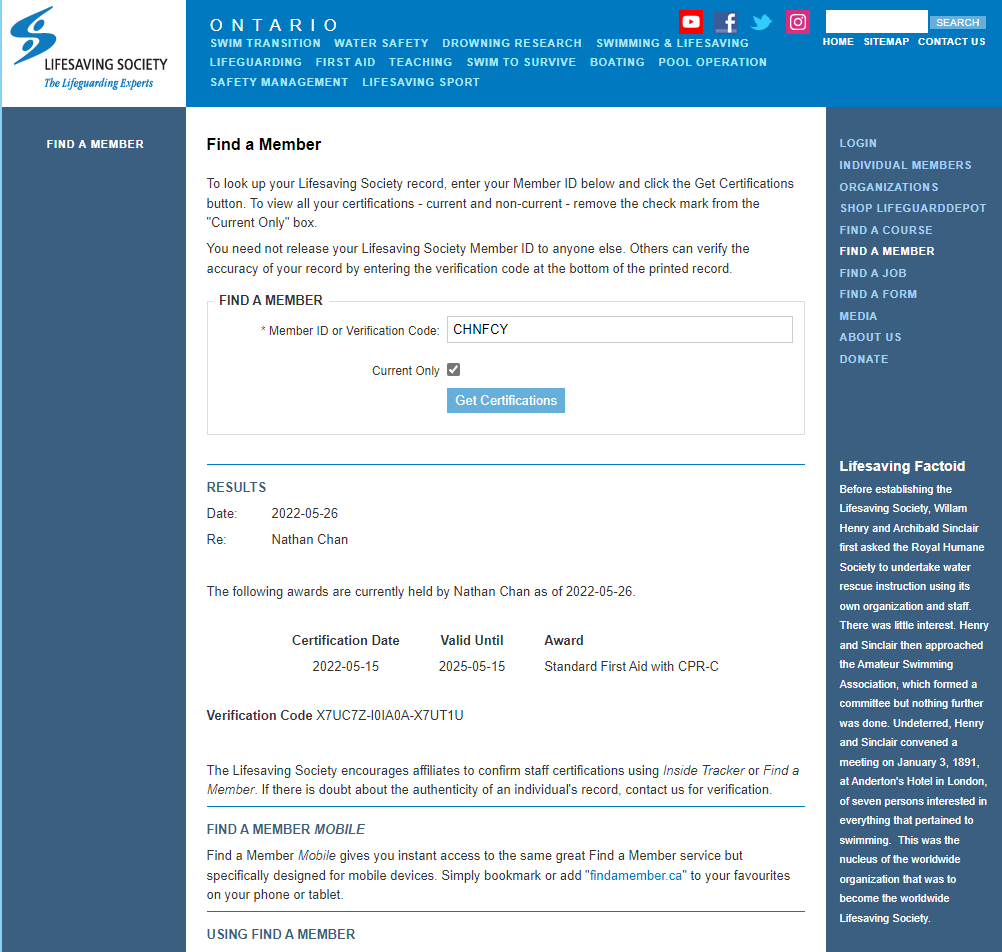 LIFESAVING SOCIETY
The Lifeguarding Experts
ONTARIO
SWIM TRANSITION WATER SAFETY DROWNING RESEARCH SWIMMING & LIFESAVING
LIFEGUARDING FIRST AID TEACHING SWIM TO SURVIVE BOATING POOL OPERATION
SAFETY MANAGEMENT LIFESAVING SPORT
SEARCH
HOME SITEMAP CONTACT US
FIND A MEMBER
Find a Member
To look up your Lifesaving Society record, enter your Member ID below and click the Get Certifications
button. To view all your certifications - current and non-current - remove the check mark from the
"Current Only" box.
You need not release your Lifesaving Society Member ID to anyone else. Others can verify the
accuracy of your record by entering the verification code at the bottom of the printed record.
FIND A MEMBER
* Member ID or Verification Code: CHNFCY
Current Only
Get Certifications
RESULTS
Date: 2022-05-26
Re: Nathan Chan
The following awards are currently held by Nathan Chan as of 2022-05-26.
Certification Date Valid Until Award
2022-05-15 2025-05-15 Standard First Aid with CPR-C
Verification Code X7UC7Z-I0IA0A-X7UT1U
The Lifesaving Society encourages affiliates to confirm staff certifications using Inside Tracker or Find a
Member. If there is doubt about the authenticity of an individual's record, contact us for verification.
FIND A MEMBER MOBILE
Find a Member Mobile gives you instant access to the same great Find a Member service but
specifically designed for mobile devices. Simply bookmark or add "findamember.ca" to your favourites
on your phone or tablet.
USING FIND A MEMBER
LOGIN
INDIVIDUAL MEMBERS
ORGANIZATIONS
SHOP LIFEGUARDDEPOT
FIND A COURSE
FIND A MEMBER
FIND A JOB
FIND A FORM
MEDIA
ABOUT US
DONATE
Lifesaving Factoid
Before establishing the
Lifesaving Society, Willam
Henry and Archibald Sinclair
first asked the Royal Humane
Society to undertake water
rescue instruction using its
own organization and staff.
There was little interest. Henry
and Sinclair then approached
the Amateur Swimming
Association, which formed a
committee but nothing further
was done. Undeterred, Henry
and Sinclair convened a
meeting on January 3, 1891,
at Anderton's Hotel in London,
of seven persons interested in
everything that pertained to
swimming. This was the
nucleus of the worldwide
organization that was to
become the worldwide
Lifesaving Society.